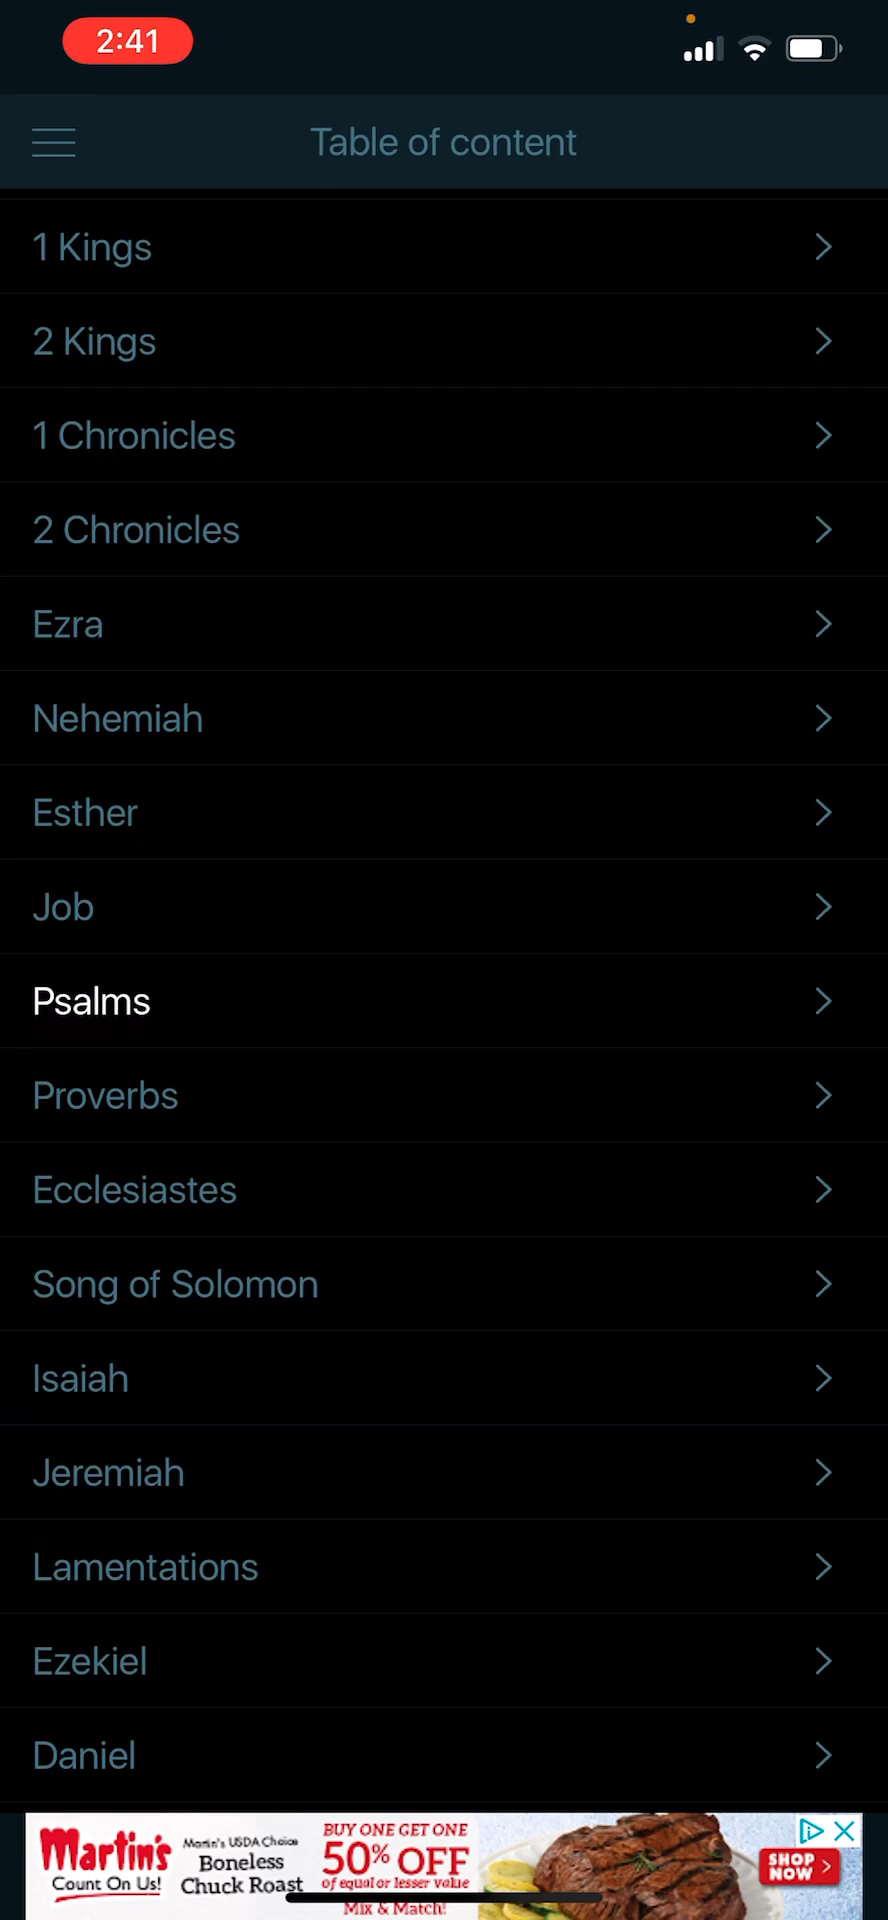 2:41
Table of content
1 Kings
2 Kings
1 Chronicles
2 Chronicles
Ezra
Nehemiah
Esther
Job
Psalms
Proverbs
Ecclesiastes
Song of Solomon
Isaiah
Jeremiah
Lamentations
Ezekiel
Daniel
Martin's
Count On Us!
Martin's USDA Choice
Boneless
Chuck Roast
BUY ONE GET ONE
50% OFF
of equal or lesser value
Mix & Match!
SHOP
NOW